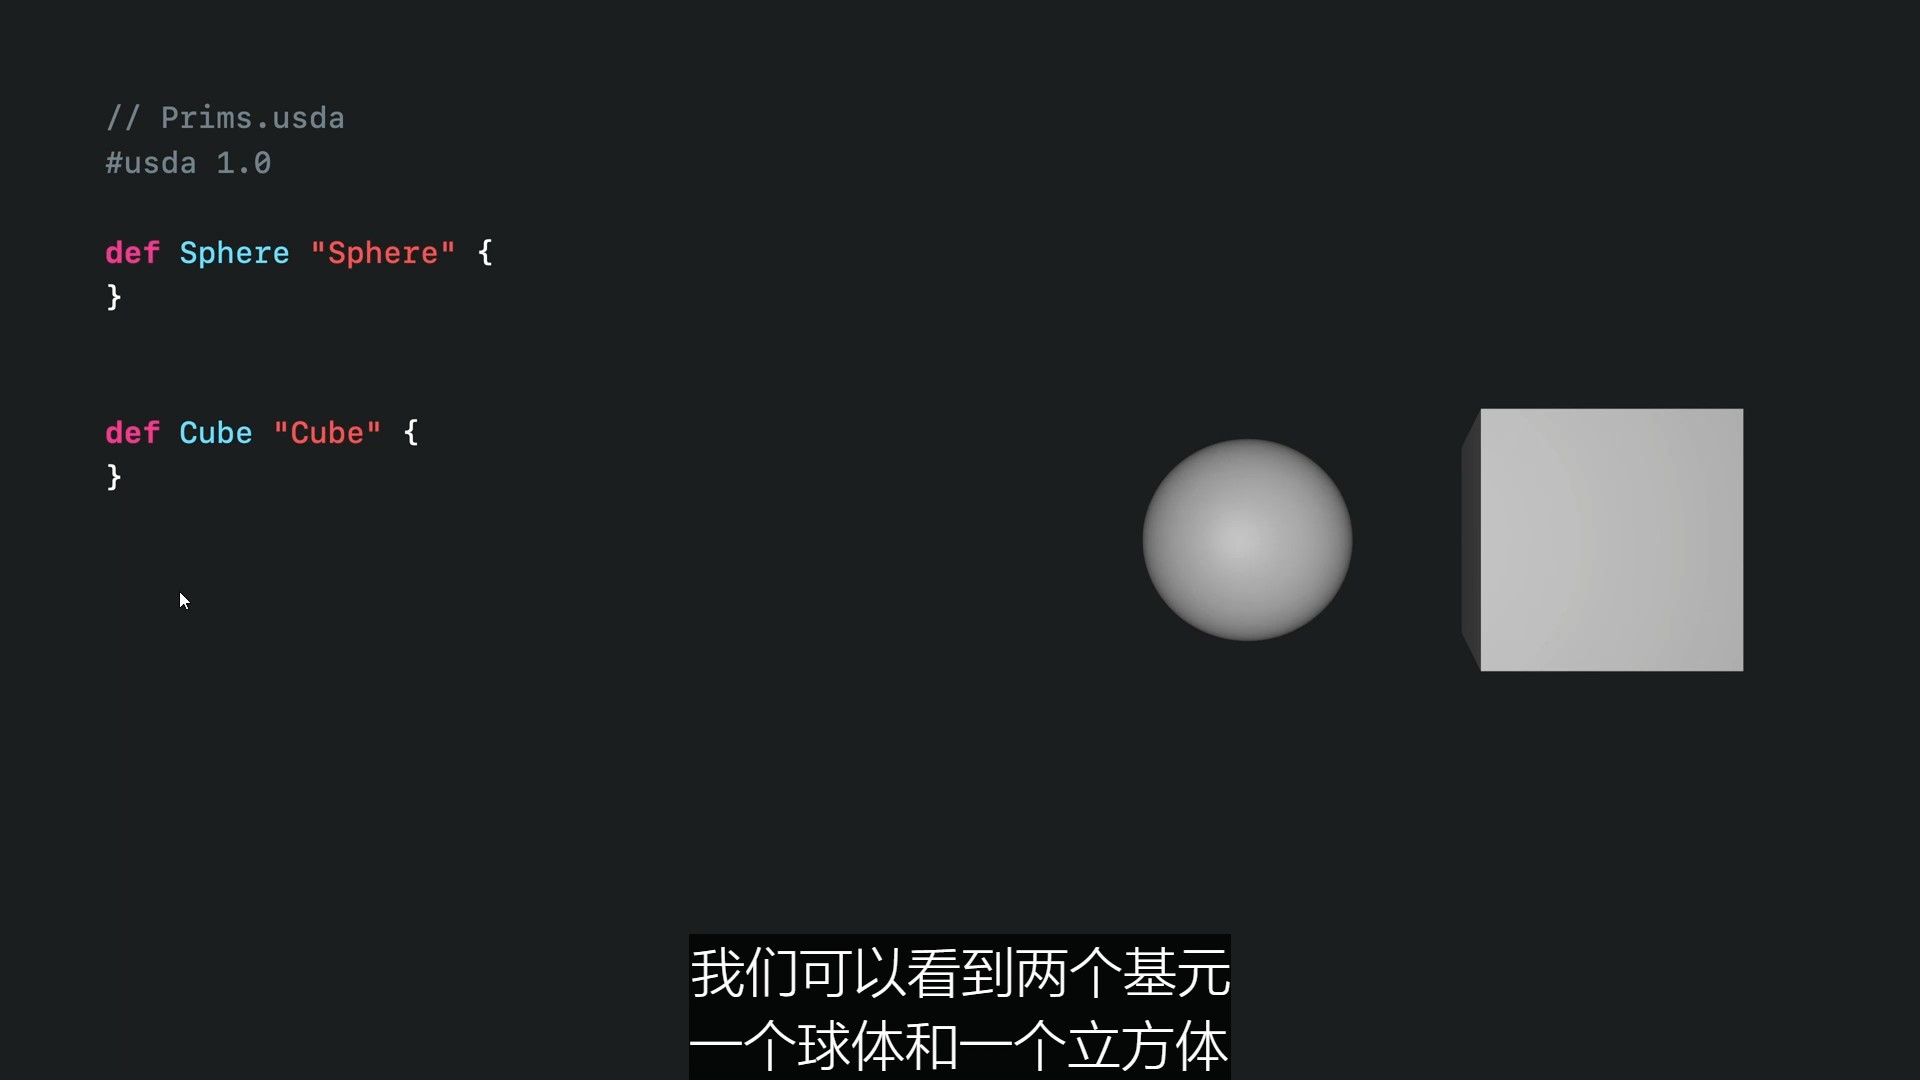 // Prims.usda
#usda 1.0
def Sphere "Sphere" {
}
def Cube "Cube" {
}
我们可以看到两个基元
一个球体和一个立方体